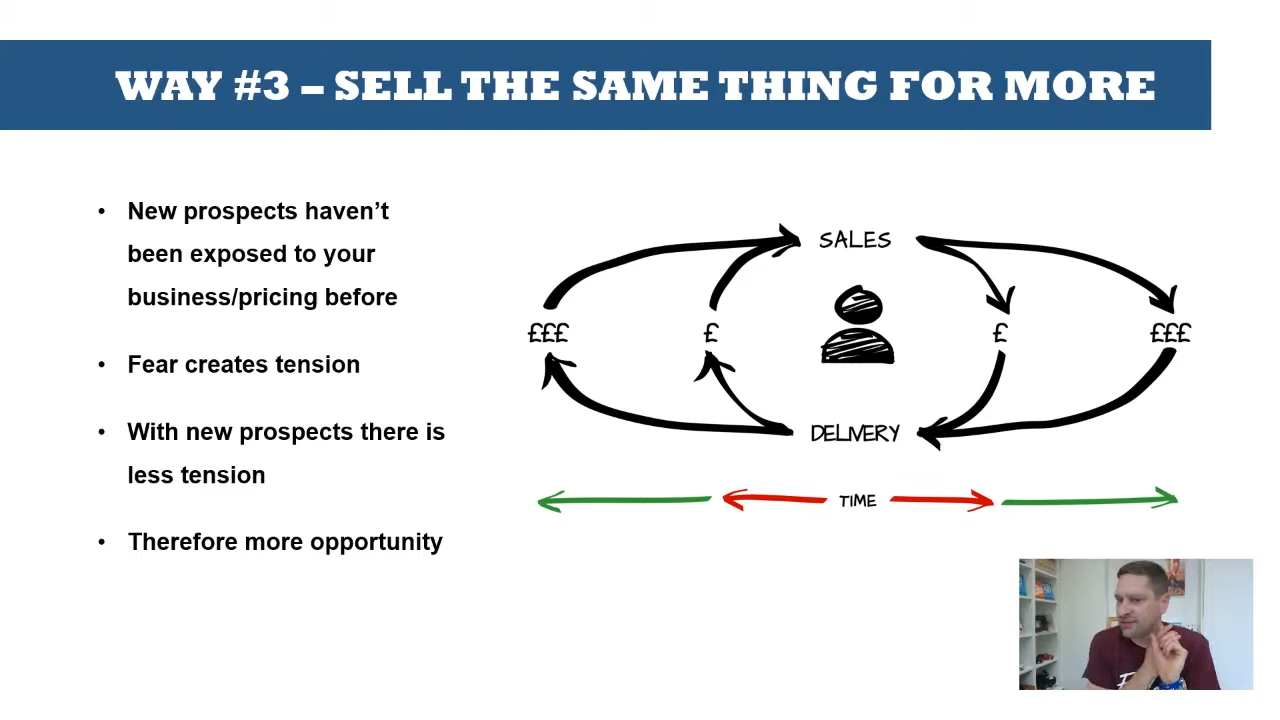 WAY #3 – SELL THE SAME THING FOR MORE
• New prospects haven’t
been exposed to your
business/pricing before
• Fear creates tension
• With new prospects there is
less tension
• Therefore more opportunity
SALES
£££ £ £ £££
DELIVERY
TIME